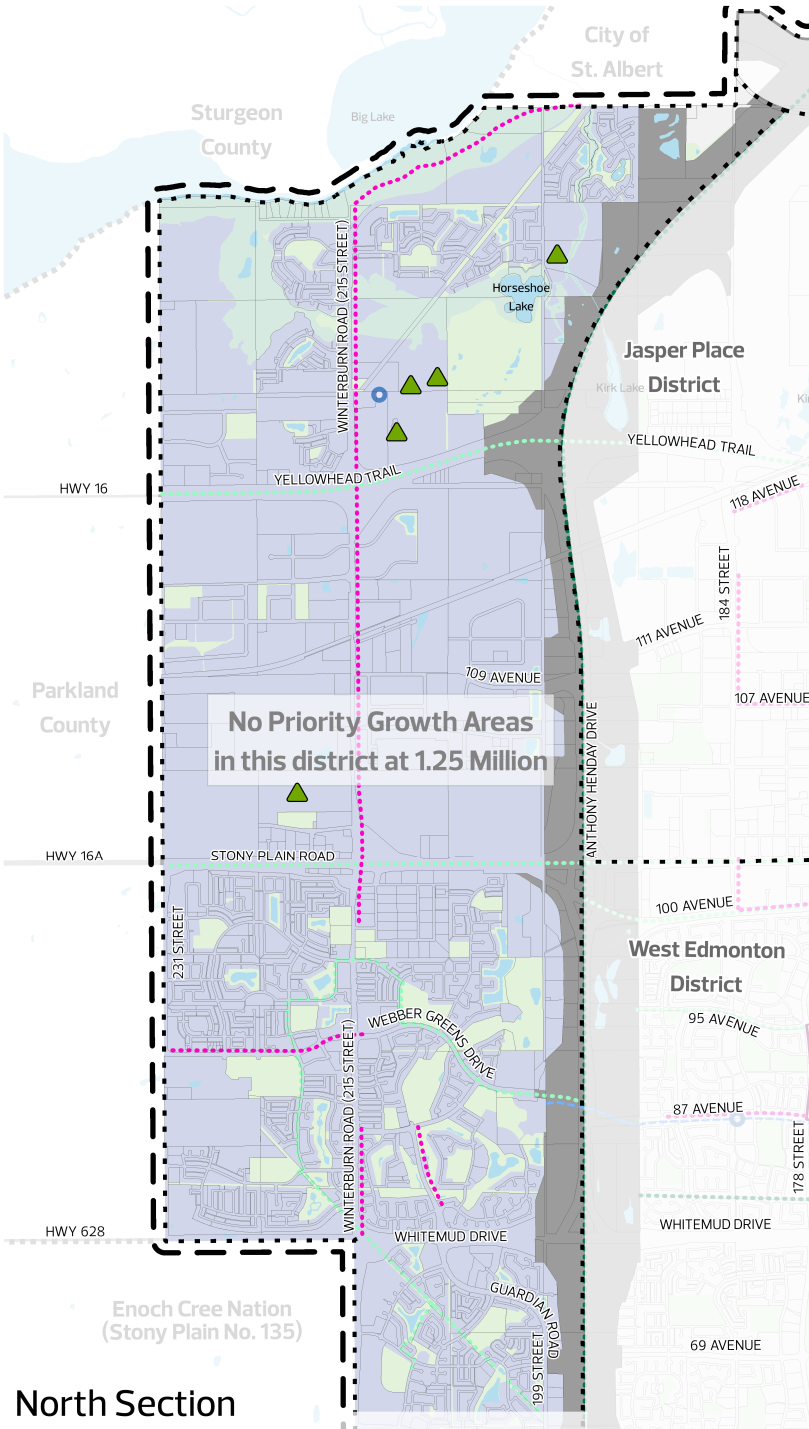 City of
St. Albert
Sturgeon
County
Big Lake
WINTERBURN ROAD (215 STREET)
Horseshoe
Lake
Jasper Place
District
Kirk Lake
YELLOWHEAD TRAIL
YELLOWHEAD TRAIL
HWY 16
118 AVENUE
184 STREET
111 AVENUE
109 AVENUE
Parkland
County
107 AVENUE
No Priority Growth Areas
in this district at 1.25 Million
ANTHONY HENDAY DRIVE
HWY 16A
STONY PLAIN ROAD
100 AVENUE
231 STREET
West Edmonton
District
WEBBER GREENS DRIVE
95 AVENUE
WINTERBURN ROAD (215 STREET)
87 AVENUE
178 STREET
HWY 628
WHITEMUD DRIVE
WHITEMUD DRIVE
Enoch Cree Nation
(Stony Plain No. 135)
GUARDIAN ROAD
199 STREET
69 AVENUE
North Section